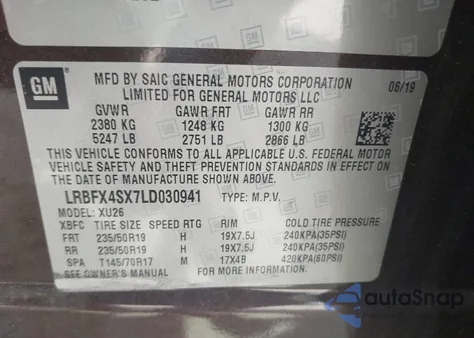 GM
MFD BY SAIC GENERAL MOTORS CORPORATION
LIMITED FOR GENERAL MOTORS LLC
06/19
GVWR GAWR FRT GAWR RR
2380 KG 1248 KG 1300 KG
5247 LB 2751 LB 2866 LB
THIS VEHICLE CONFORMS TO ALL APPLICABLE U.S. FEDERAL MOTOR
VEHICLE SAFETY AND THEFT PREVENTION STANDARDS IN EFFECT ON
THE DATE OF MANUFACTURE SHOWN ABOVE.
LRBFX4SX7LD030941 TYPE: M.P.V.
MODEL: XU26
XBFC TIRE SIZE SPEED RTG RIM COLD TIRE PRESSURE
FRT 235/50R19 H 19X7.5J 240KPA(35PSI)
RR 235/50R19 H 19X7.5J 240KPA(35PSI)
SPA T145/70R17 M 17X4B 420KPA(60PSI)
SEE OWNER'S MANUAL FOR MORE INFORMATION.
autoSnap